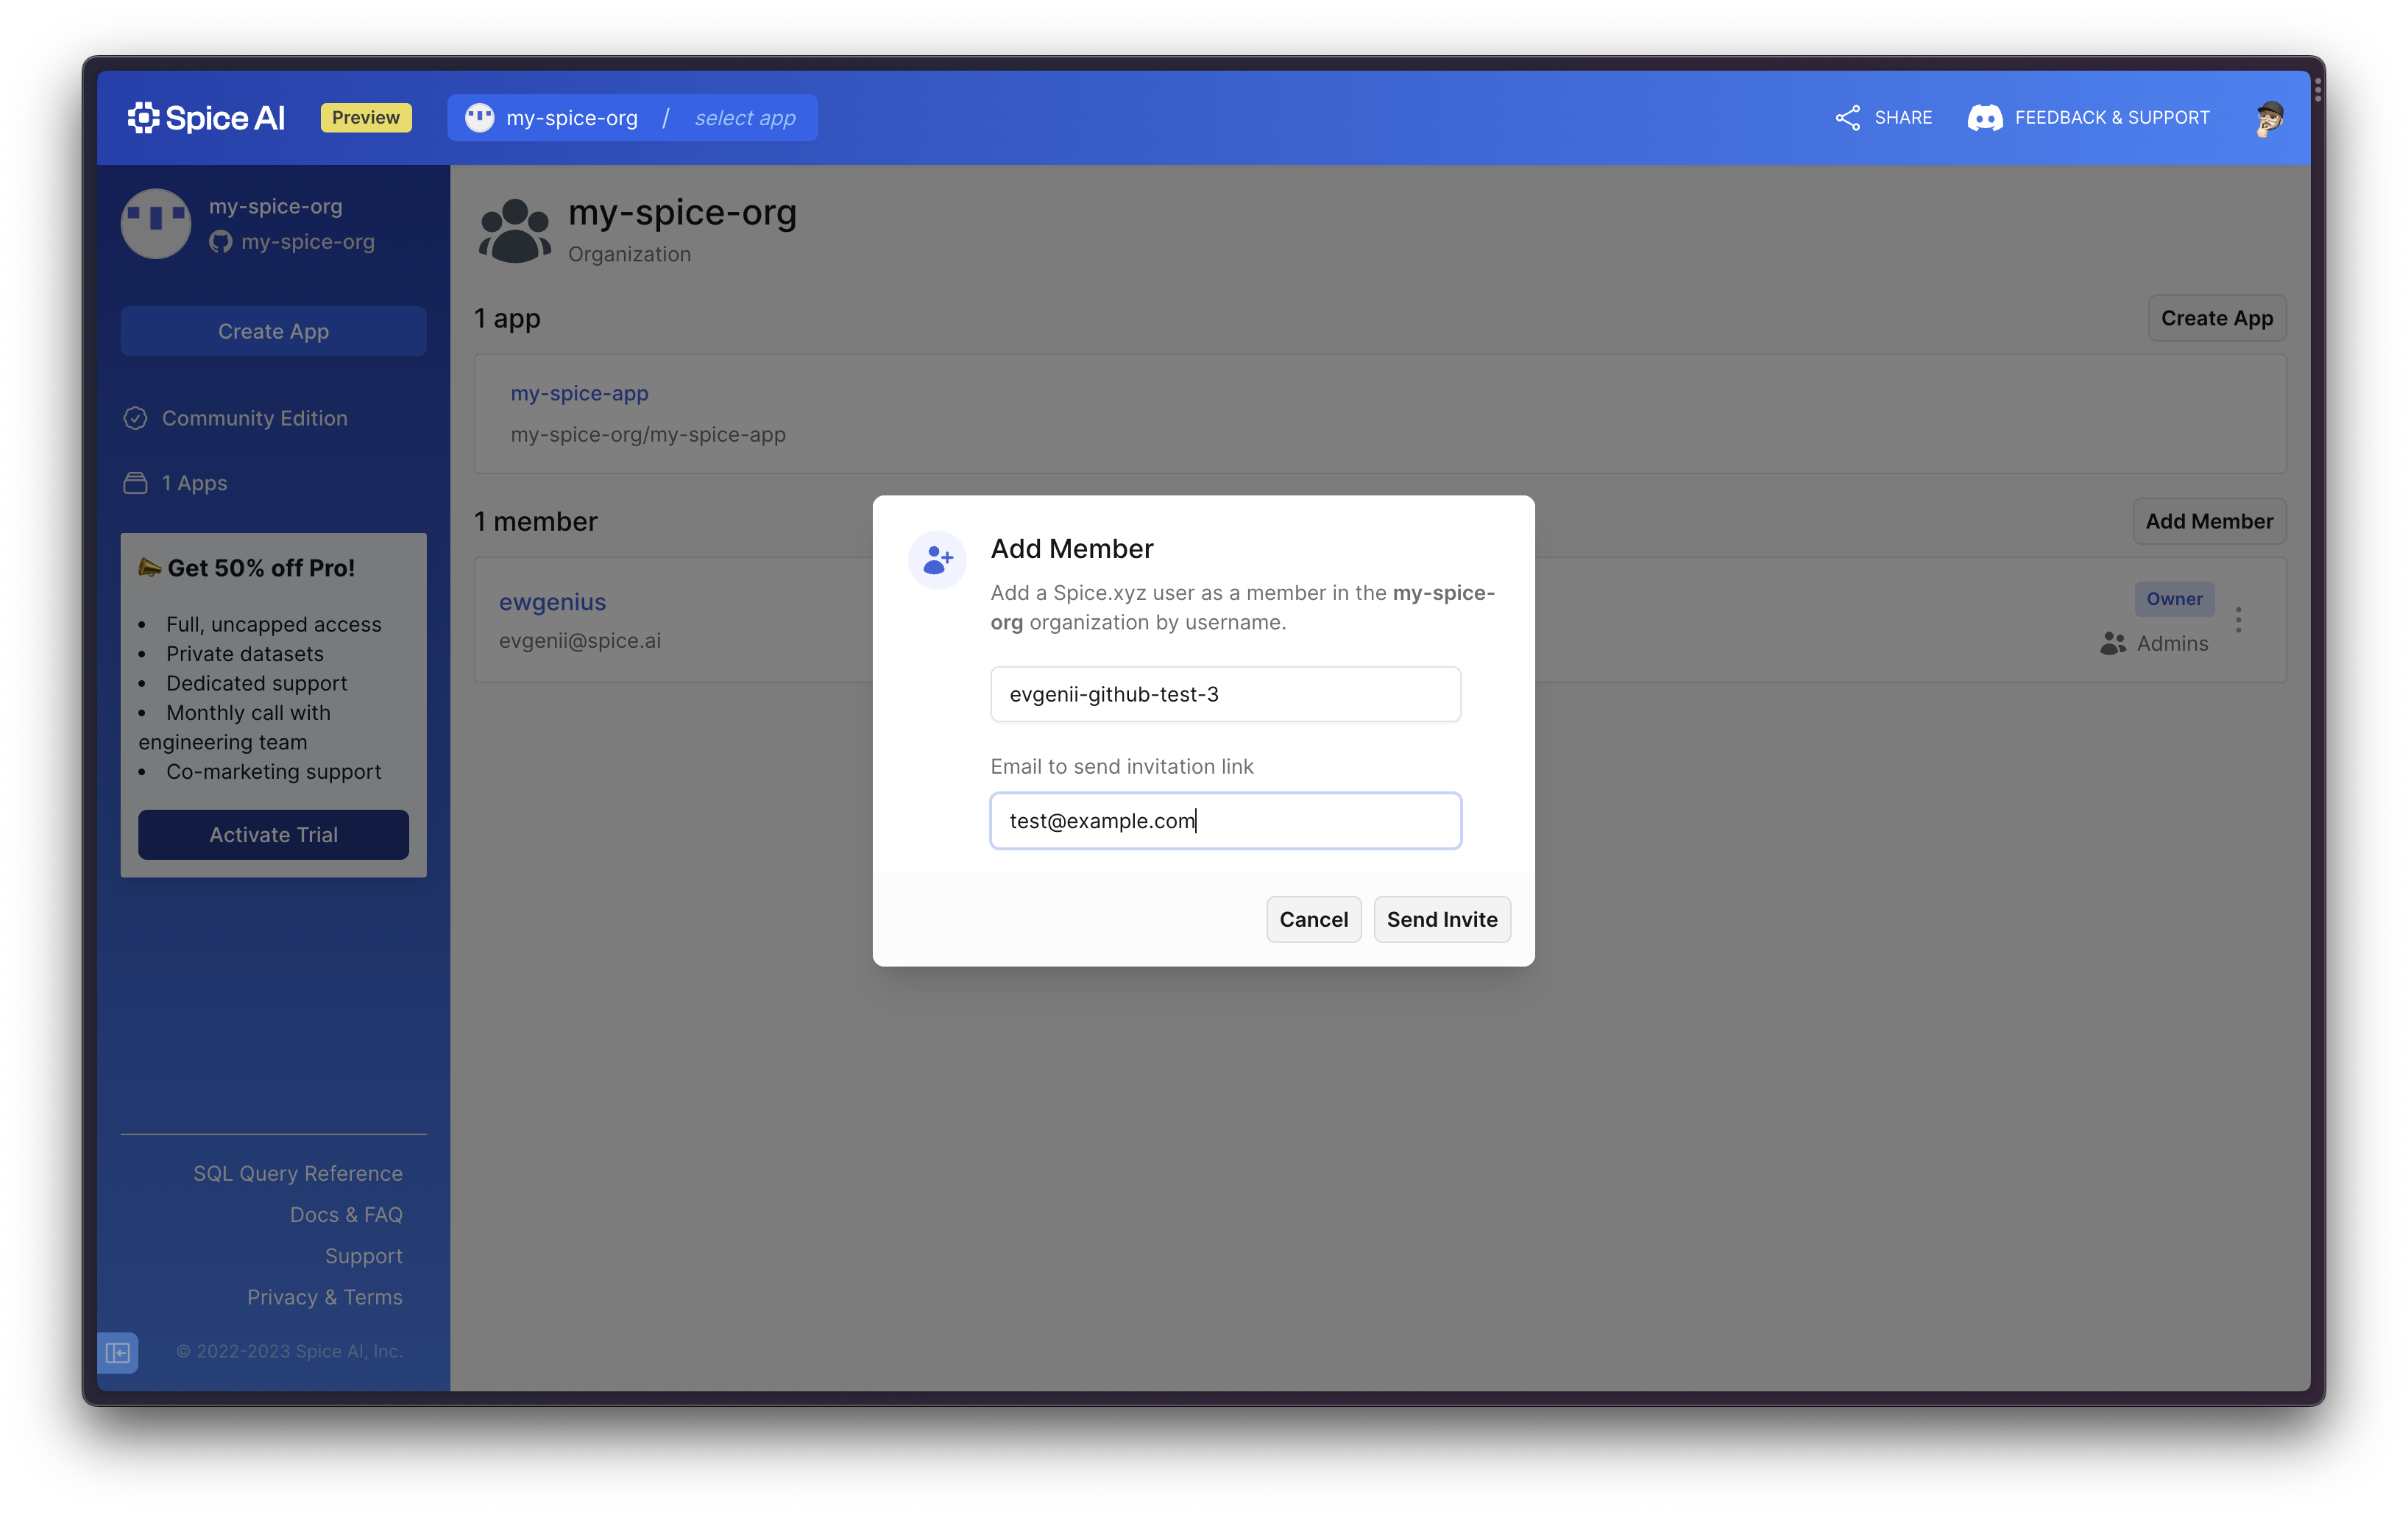 Spice AI
Preview
my-spice-org / select app
SHARE
FEEDBACK & SUPPORT
my-spice-org
my-spice-org
Create App
Community Edition
1 Apps
Get 50% off Pro!
• Full, uncapped access
• Private datasets
• Dedicated support
• Monthly call with
engineering team
• Co-marketing support
Activate Trial
SQL Query Reference
Docs & FAQ
Support
Privacy & Terms
© 2022-2023 Spice AI, Inc.
my-spice-org
Organization
1 app
Create App
my-spice-app
my-spice-org/my-spice-app
1 member
Add Member
ewgenius
evgenii@spice.ai
Owner
Admins
Add Member
Add a Spice.xyz user as a member in the my-spice-
org organization by username.
evgenii-github-test-3
Email to send invitation link
test@example.com
Cancel
Send Invite